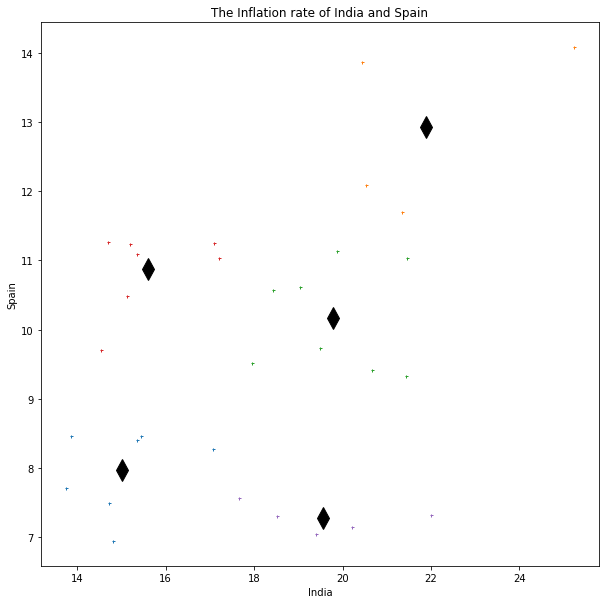 The Inflation rate of India and Spain
14
13
12
11
10
9
8
7
Spain
14 16 18 20 22 24
India